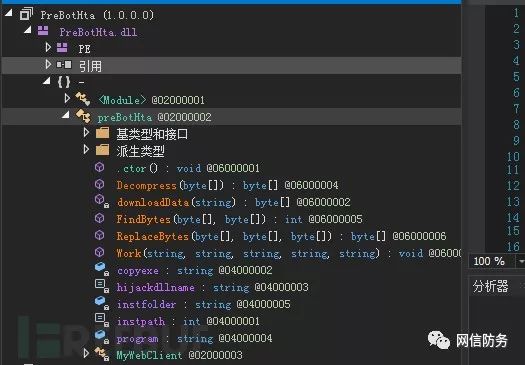 PreBotHta (1.0.0.0)
PreBotHta.dll
PE
引用
{ } -
<Module> @02000001
preBotHta @02000002
基类型和接口
派生类型
.ctor() : void @06000001
Decompress(byte[]) : byte[] @06000004
downloadData(string) : byte[] @06000002
FindBytes(byte[], byte[]) : int @06000005
ReplaceBytes(byte[], byte[], byte[]) : byte[] @06000006
Work(string, string, string, string, string) : void @0600
copyexe : string @04000002
hijackdllname : string @04000003
instfolder : string @04000005
instpath : int @04000001
program : string @04000004
MyWebClient @02000003
1
2
3
4
5
6
7
8
9
10
11
12
13
14
15
16
100 %
分析器
网信防务